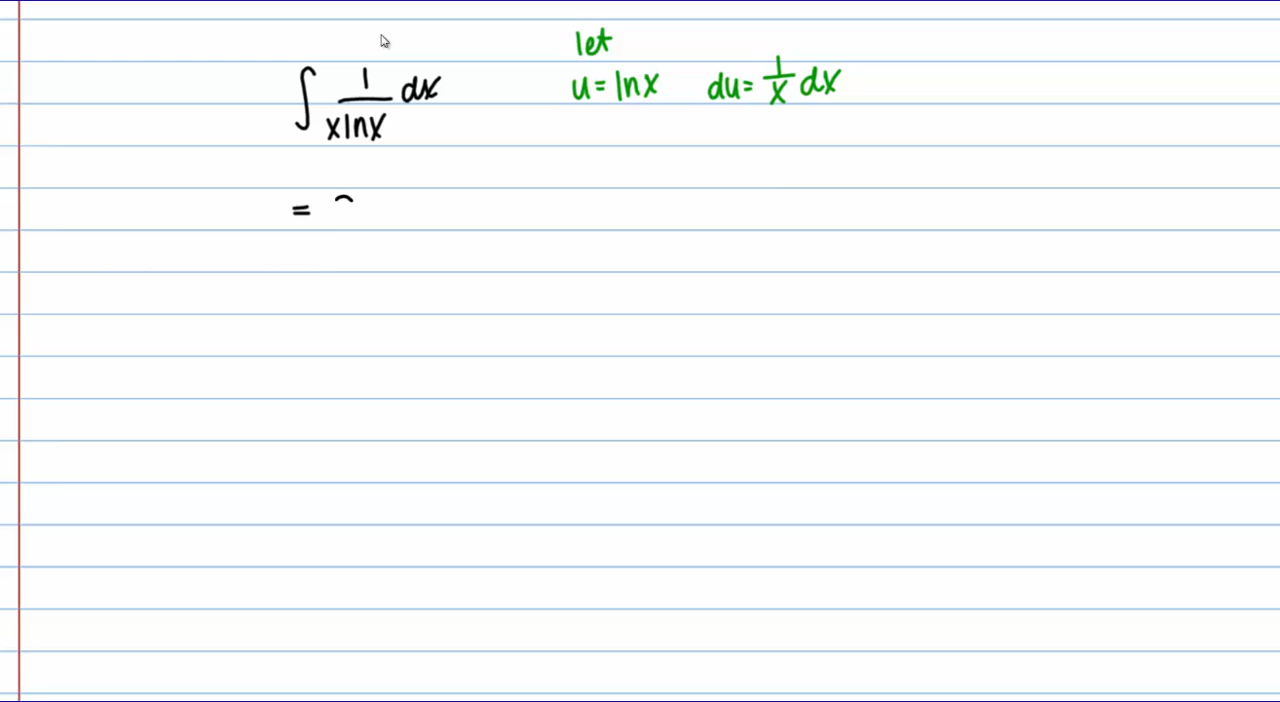 let
∫ 1/(x ln x) dx u = ln x du = 1/x dx
=